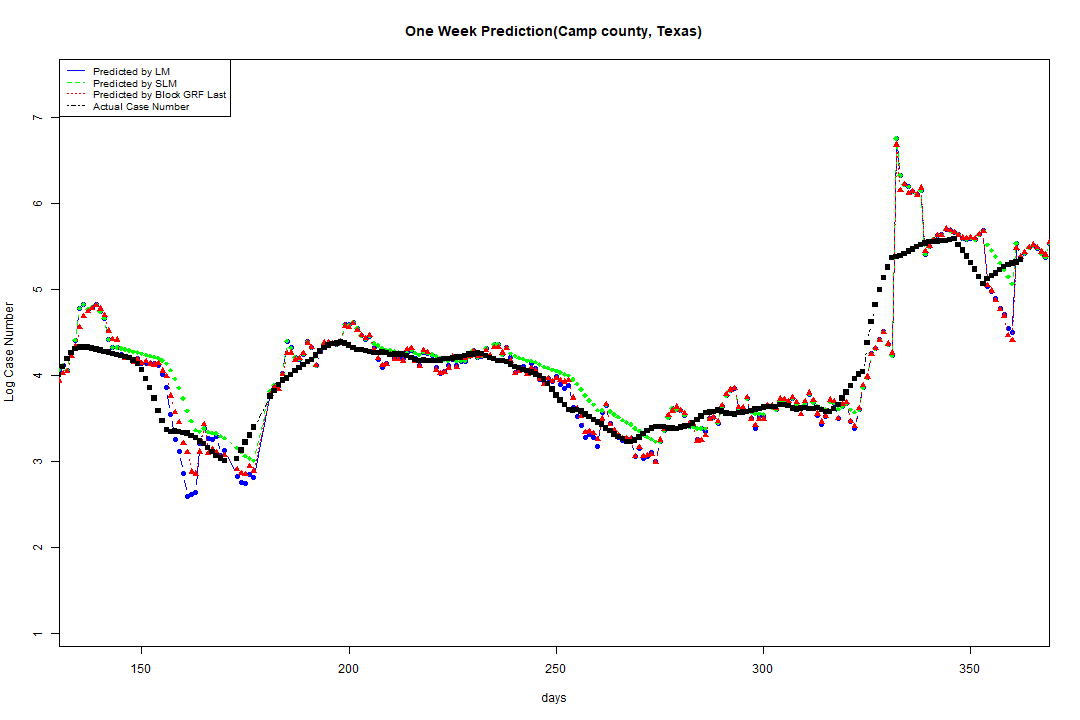 One Week Prediction(Camp county, Texas)
Predicted by LM
Predicted by SLM
Predicted by Block GRF Last
Actual Case Number
Log Case Number
7
6
5
4
3
2
1
150 200 250 300 350
days